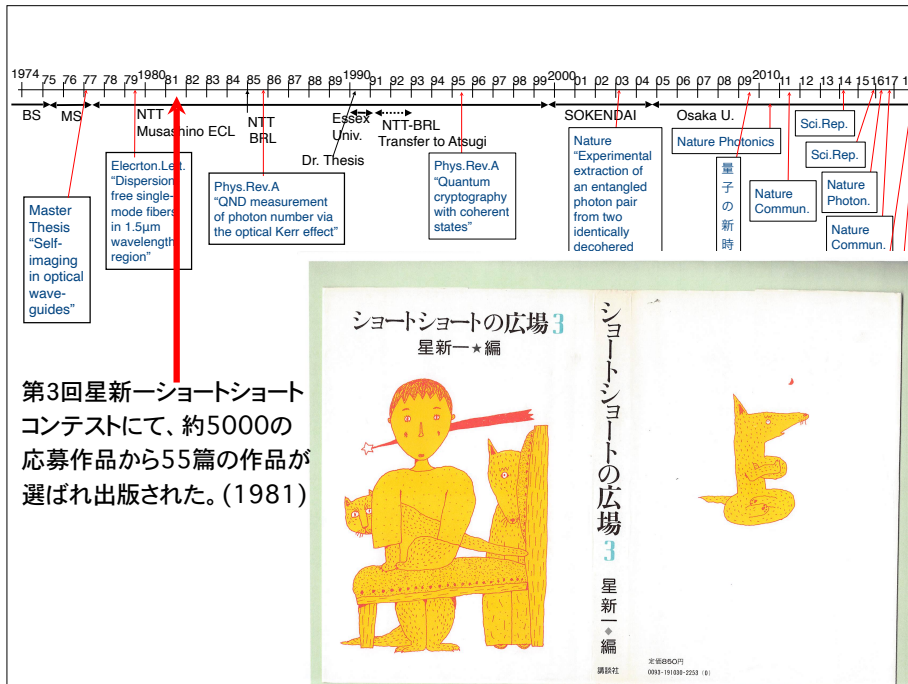 1974 75 76 77 78 79 1980 81 82 83 84 85 86 87 88 89 1990 91 92 93 94 95 96 97 98 99 2000 01 02 03 04 05 06 07 08 09 2010 11 12 13 14 15 16 17
BS
MS
NTT
Musashino ECL
NTT
BRL
Essex
Univ.
Dr. Thesis
NTT-BRL
Transfer to Atsugi
SOKENDAI
Osaka U.
Master
Thesis
"Self-
imaging
in optical
wave-
guides"
Elecrton.Lett.
"Dispersion
free single-
mode fibers
in 1.5μm
wavelength
region"
Phys.Rev.A
"QND measurement
of photon number via
the optical Kerr effect"
Phys.Rev.A
"Quantum
cryptography
with coherent
states"
Nature
"Experimental
extraction of
an entangled
photon pair
from two
identically
decohered
Nature Photonics
量子の新時
Nature
Commun.
Sci.Rep.
Sci.Rep.
Nature
Photon.
Nature
Commun.
第3回星新一ショートショート
コンテストにて、約5000の
応募作品から55篇の作品が
選ばれ出版された。(1981)
ショートショートの広場3
星新一★編
ショートショートの広場3
星新一◆編
講談社
定価860円
0093-191030-2253 (0)